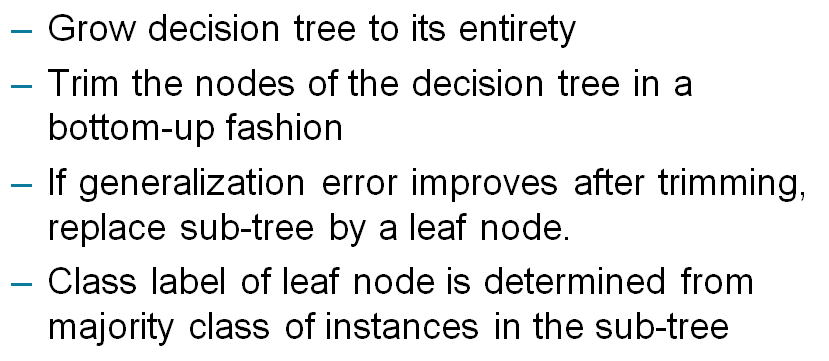 – Grow decision tree to its entirety
– Trim the nodes of the decision tree in a
bottom-up fashion
– If generalization error improves after trimming,
replace sub-tree by a leaf node.
– Class label of leaf node is determined from
majority class of instances in the sub-tree